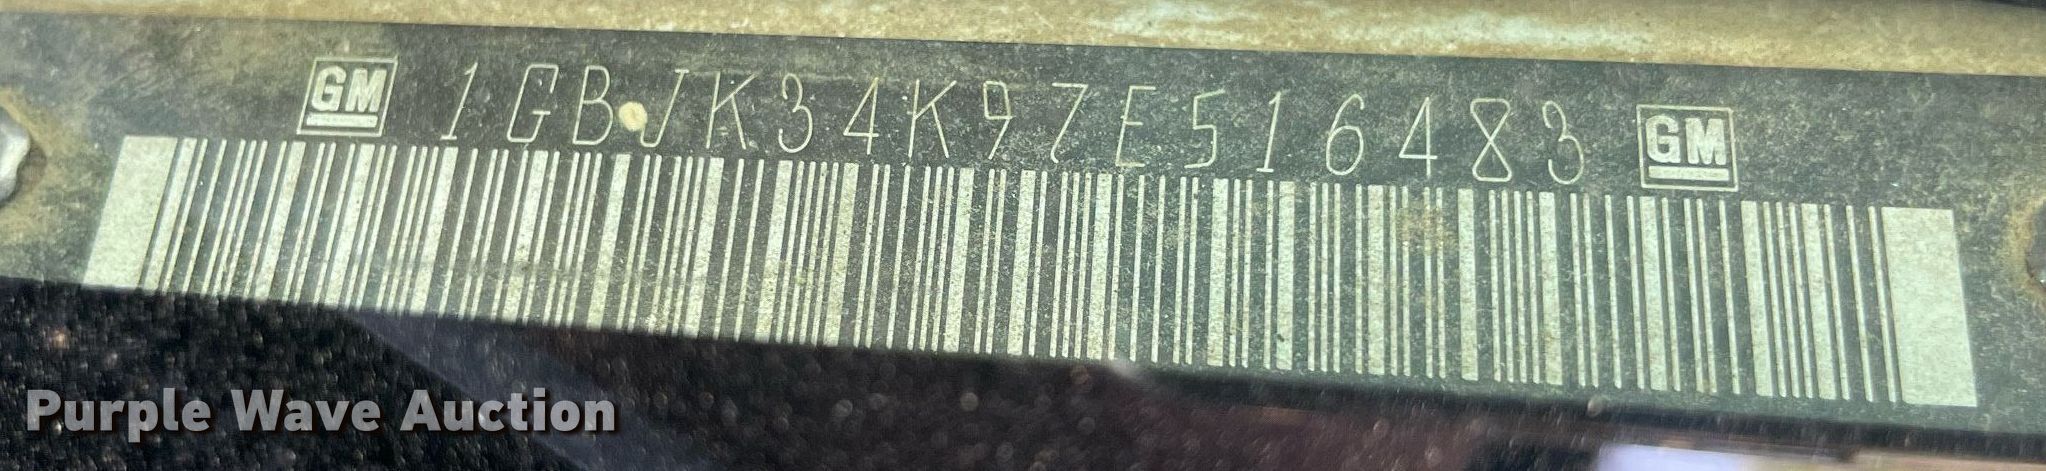 GM 1GBJK34K97E516483 GM
Purple Wave Auction